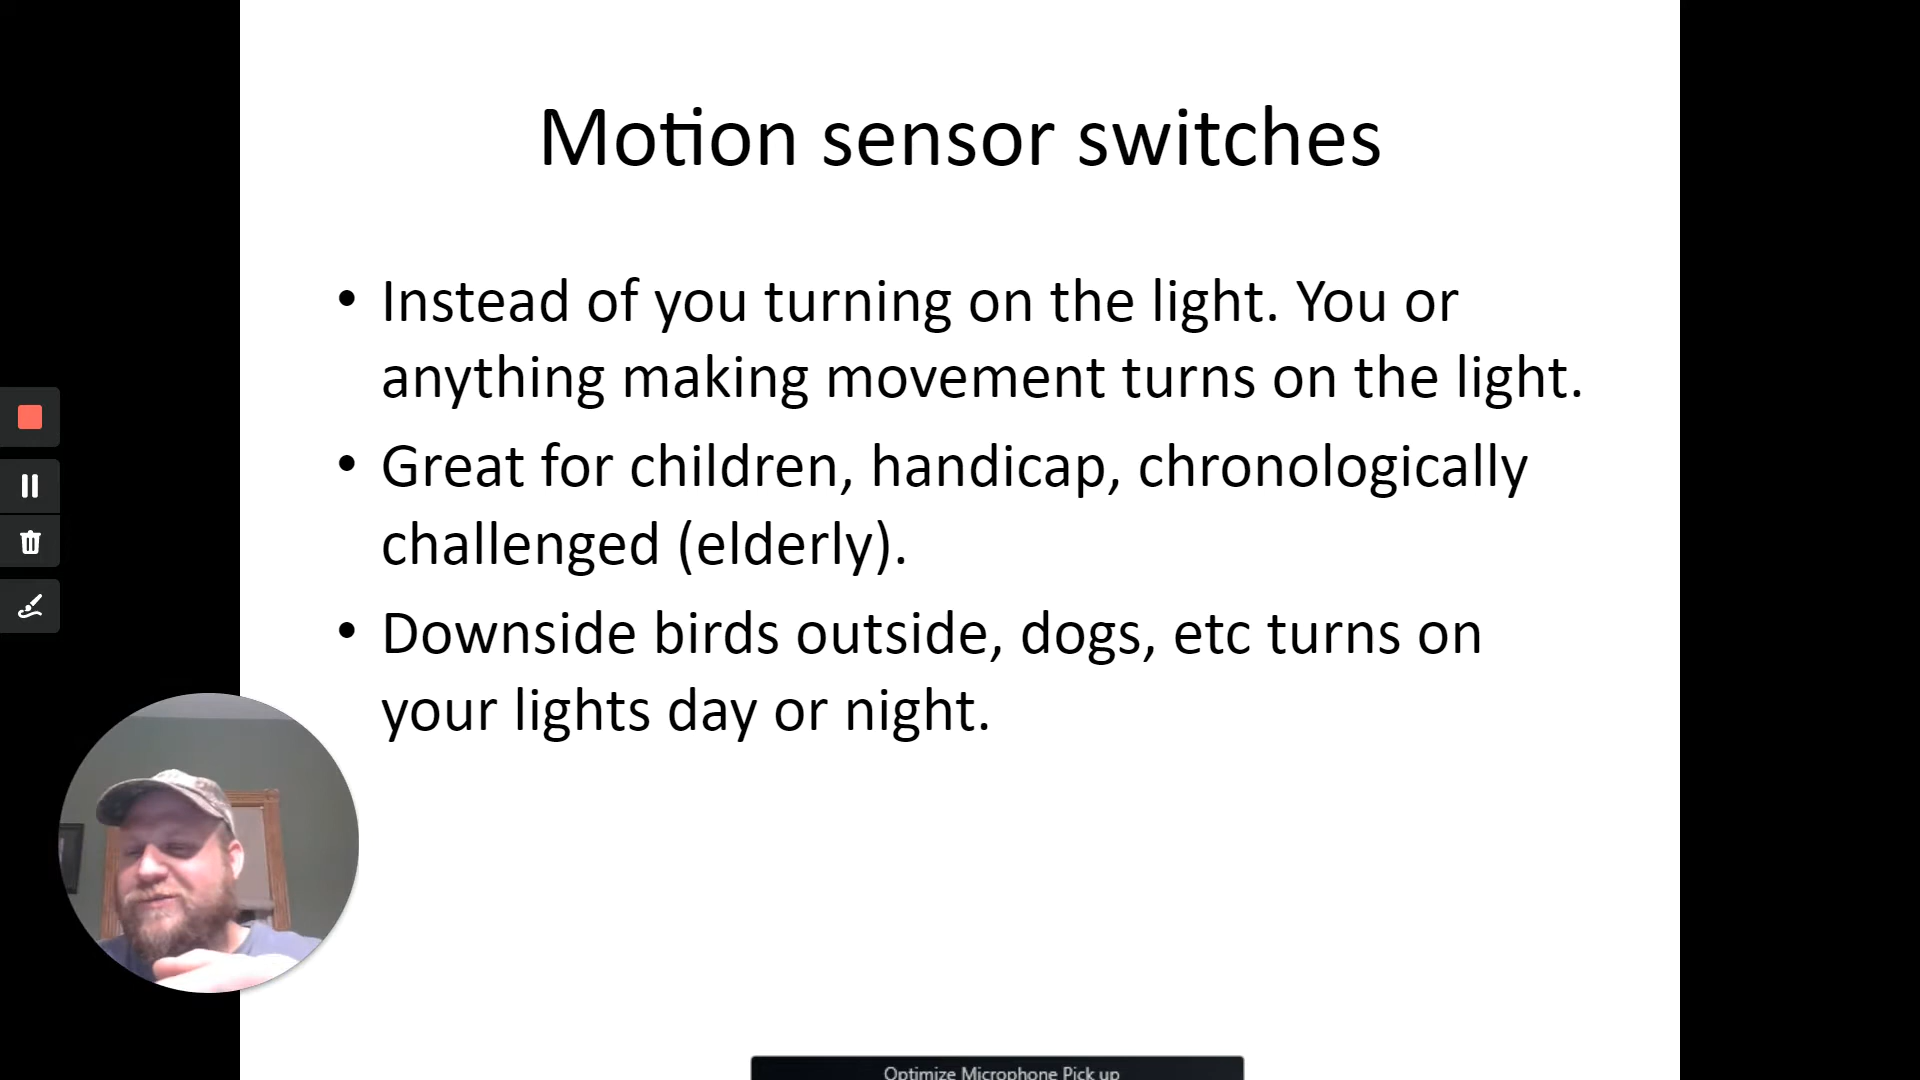 Motion sensor switches
• Instead of you turning on the light. You or
anything making movement turns on the light.
• Great for children, handicap, chronologically
challenged (elderly).
• Downside birds outside, dogs, etc turns on
your lights day or night.
Optimize Microphone Pick up